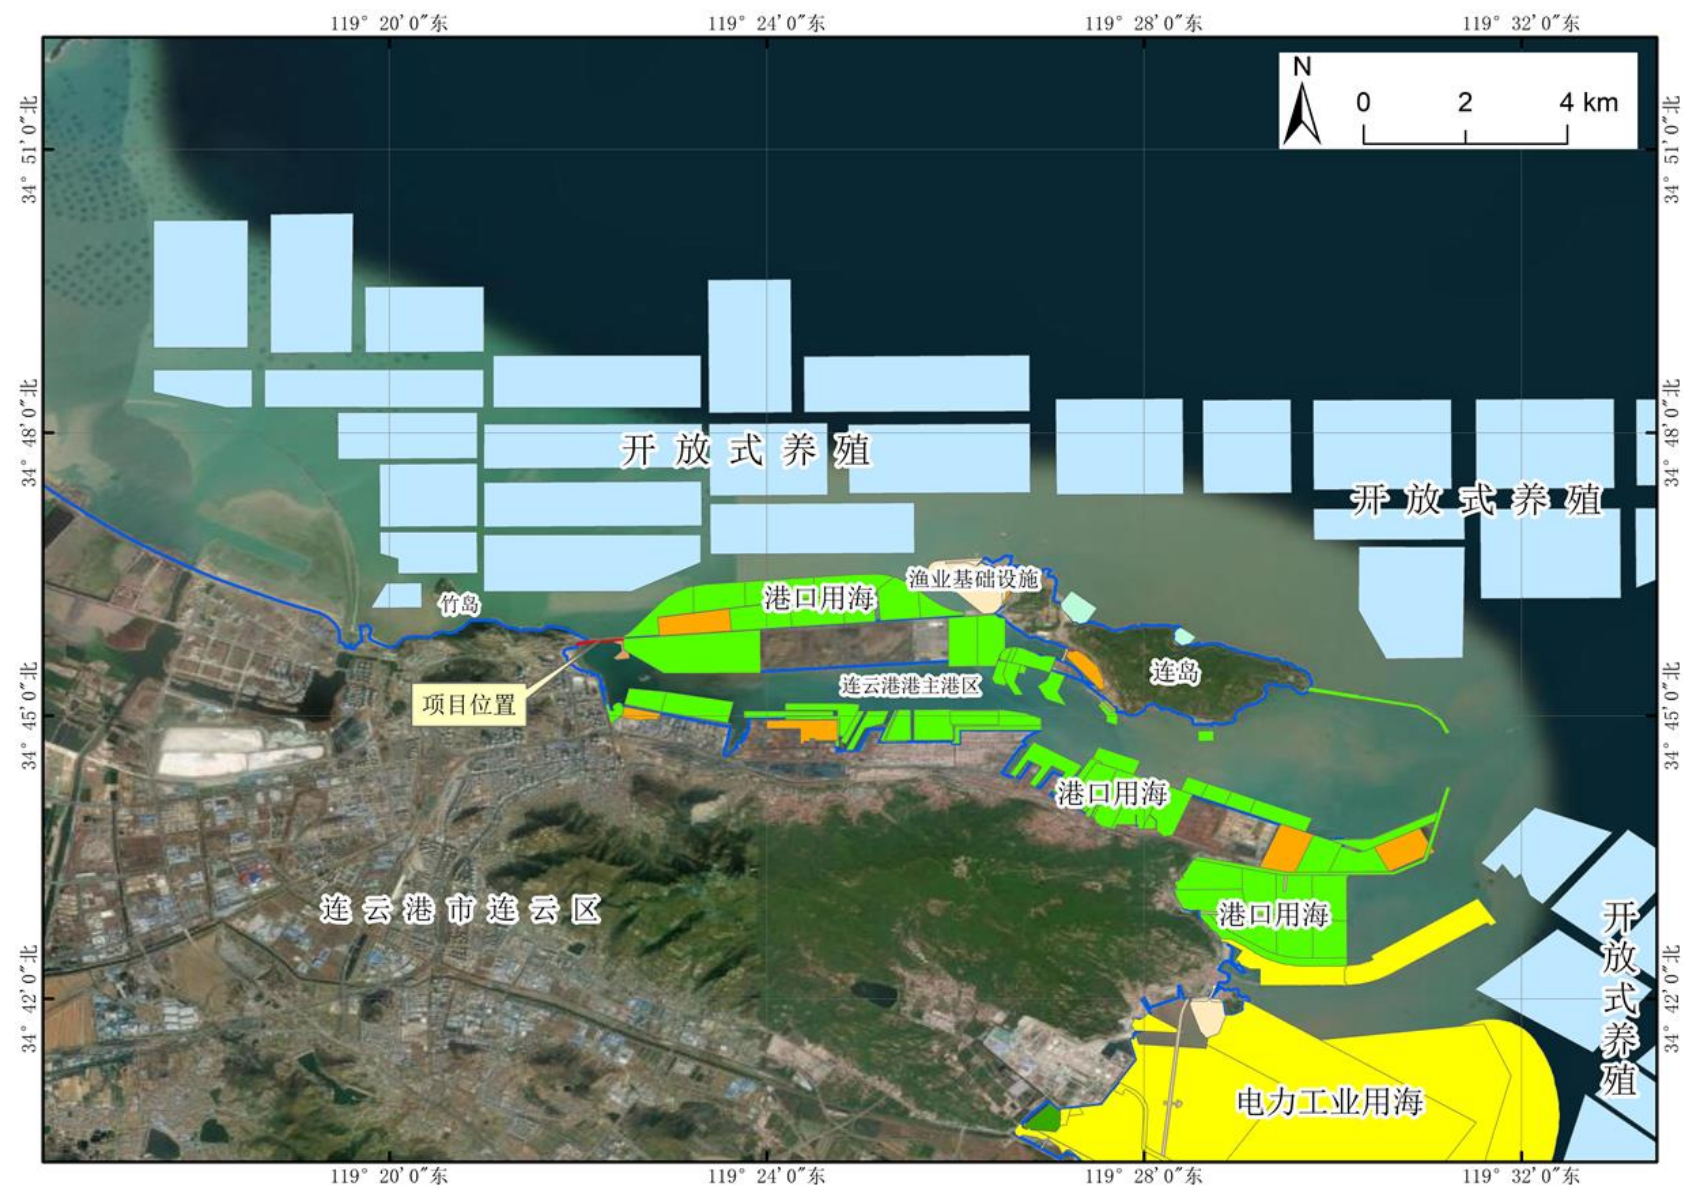 119° 20′ 0″东
119° 24′ 0″东
119° 28′ 0″东
119° 32′ 0″东
N
0 2 4 km
34° 51′ 0″北
34° 51′ 0″北
34° 48′ 0″北
34° 48′ 0″北
开放式养殖
开放式养殖
渔业基础设施
港口用海
竹岛
连岛
连云港港主港区
项目位置
34° 45′ 0″北
34° 45′ 0″北
港口用海
连云港市连云区
港口用海
开放式养殖
34° 42′ 0″北
34° 42′ 0″北
电力工业用海
119° 20′ 0″东
119° 24′ 0″东
119° 28′ 0″东
119° 32′ 0″东